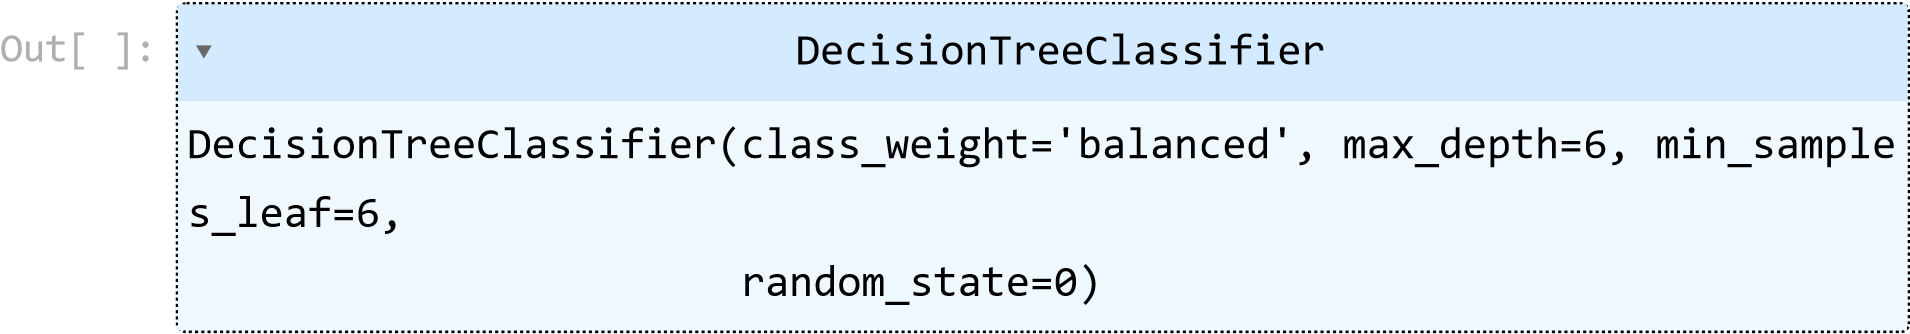 Out[ ]: ▼ DecisionTreeClassifier
DecisionTreeClassifier(class_weight='balanced', max_depth=6, min_sample
s_leaf=6,
random_state=0)